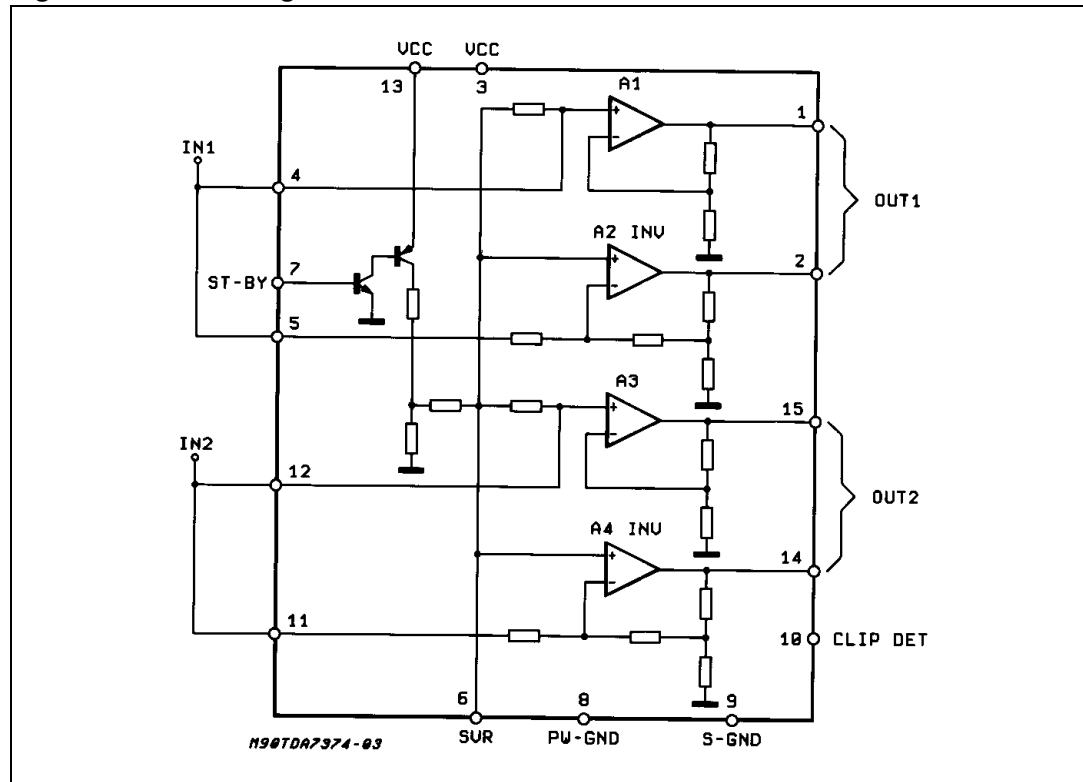 VCC VCC
13 3
A1
1
IN1
4
OUT1
A2 INV
2
7
ST-BY
5
A3
15
IN2
12
OUT2
A4 INV
14
11
10 CLIP DET
6 8 9
SVR PW-GND S-GND
M90TDA7374-03